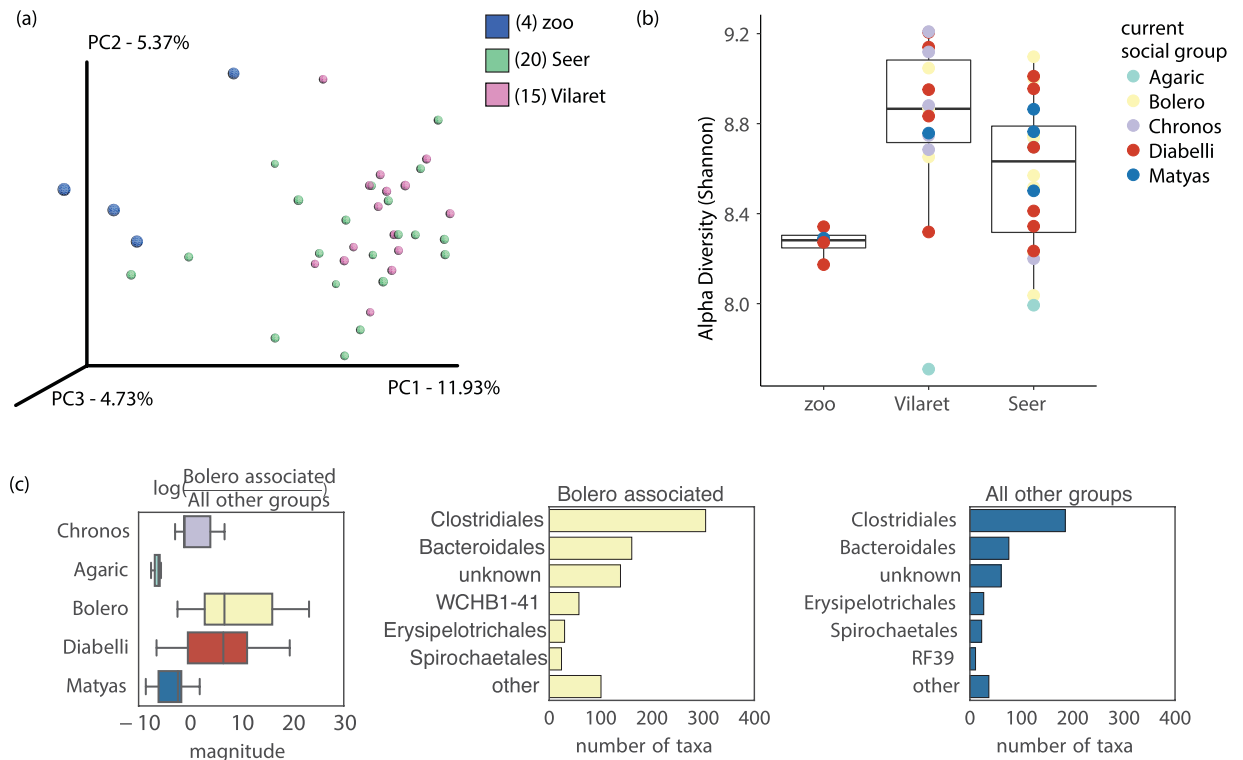 (a)
PC2 - 5.37%
(4) zoo
(20) Seer
(15) Vilaret
PC1 - 11.93%
PC3 - 4.73%
(b)
Alpha Diversity (Shannon)
9.2
8.8
8.4
8.0
zoo
Vilaret
Seer
current
social group
Agaric
Bolero
Chronos
Diabelli
Matyas
(c)
log(Bolero associated)
All other groups
Chronos
Agaric
Bolero
Diabelli
Matyas
−10 0 10 20 30
magnitude
Bolero associated
Clostridiales
Bacteroidales
unknown
WCHB1-41
Erysipelotrichales
Spirochaetales
other
0 100 200 300 400
number of taxa
All other groups
Clostridiales
Bacteroidales
unknown
Erysipelotrichales
Spirochaetales
RF39
other
0 100 200 300 400
number of taxa